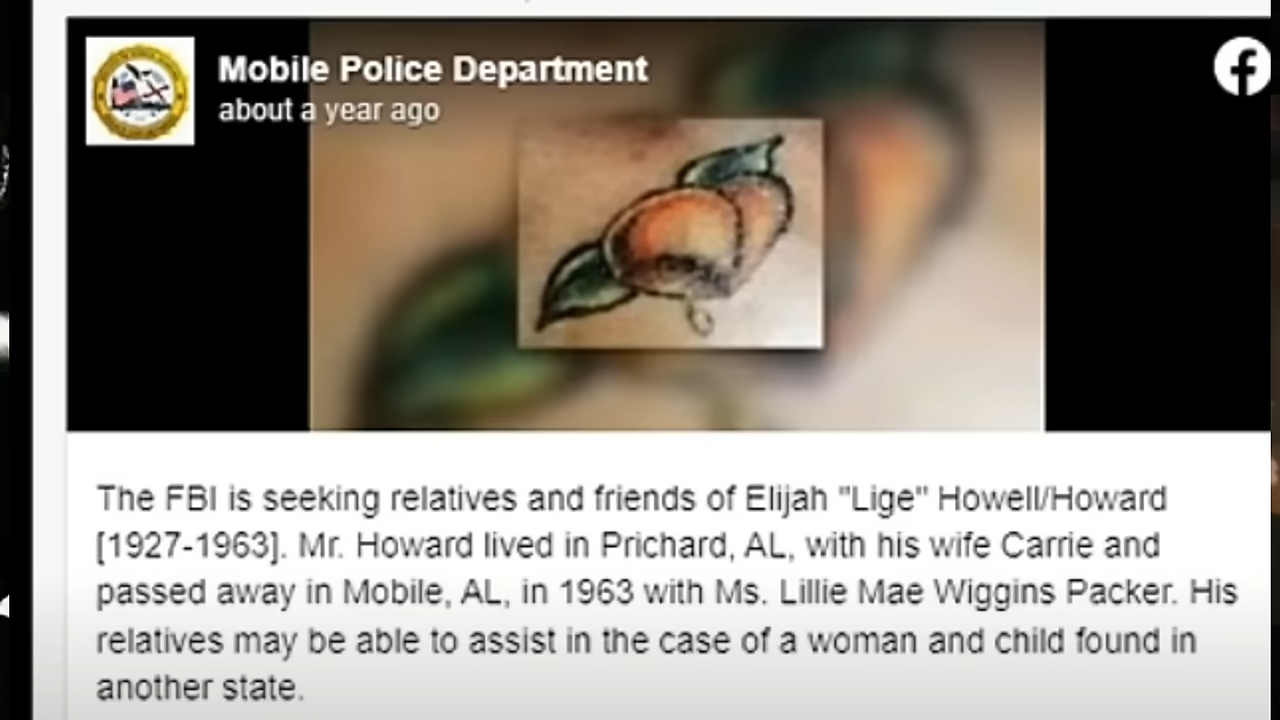 Mobile Police Department
about a year ago
The FBI is seeking relatives and friends of Elijah "Lige" Howell/Howard
[1927-1963]. Mr. Howard lived in Prichard, AL, with his wife Carrie and
passed away in Mobile, AL, in 1963 with Ms. Lillie Mae Wiggins Packer. His
relatives may be able to assist in the case of a woman and child found in
another state.